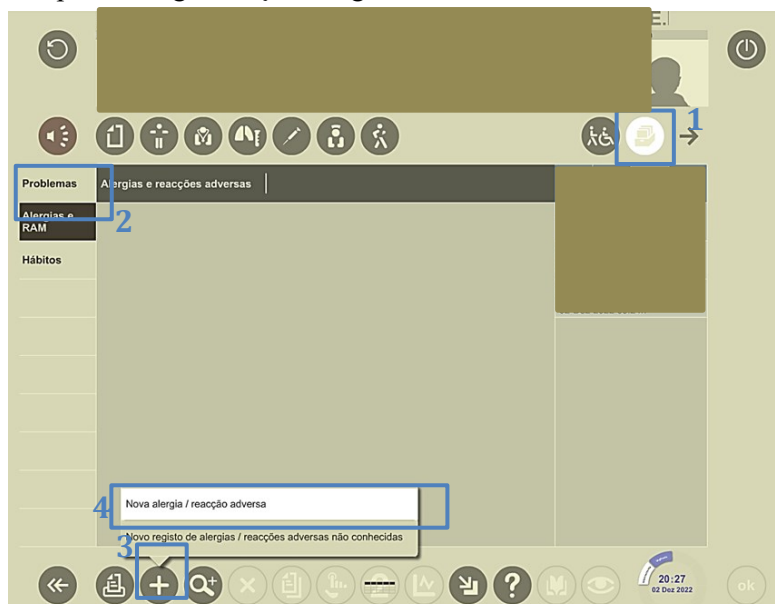 E.
1
Problemas
Alergias e reacções adversas
2
Alergias e
RAM
Hábitos
4
Nova alergia / reacção adversa
Novo registo de alergias / reacções adversas não conhecidas
3
?
20:27
02 Dez 2022
ok